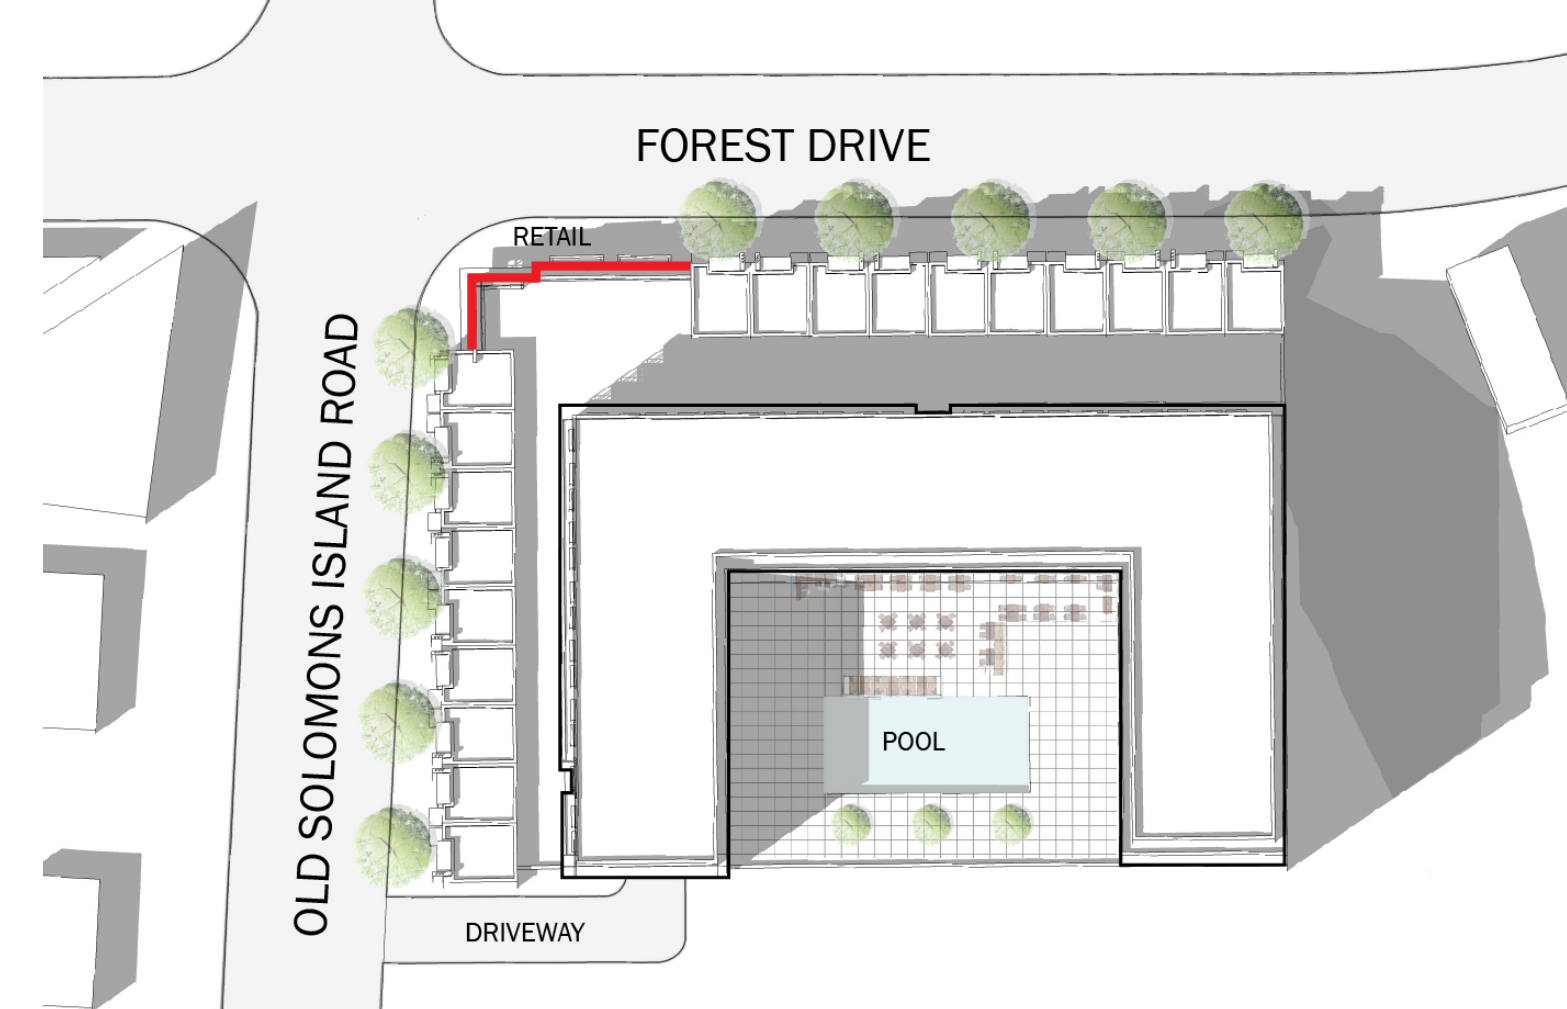 FOREST DRIVE
RETAIL
OLD SOLOMONS ISLAND ROAD
POOL
DRIVEWAY